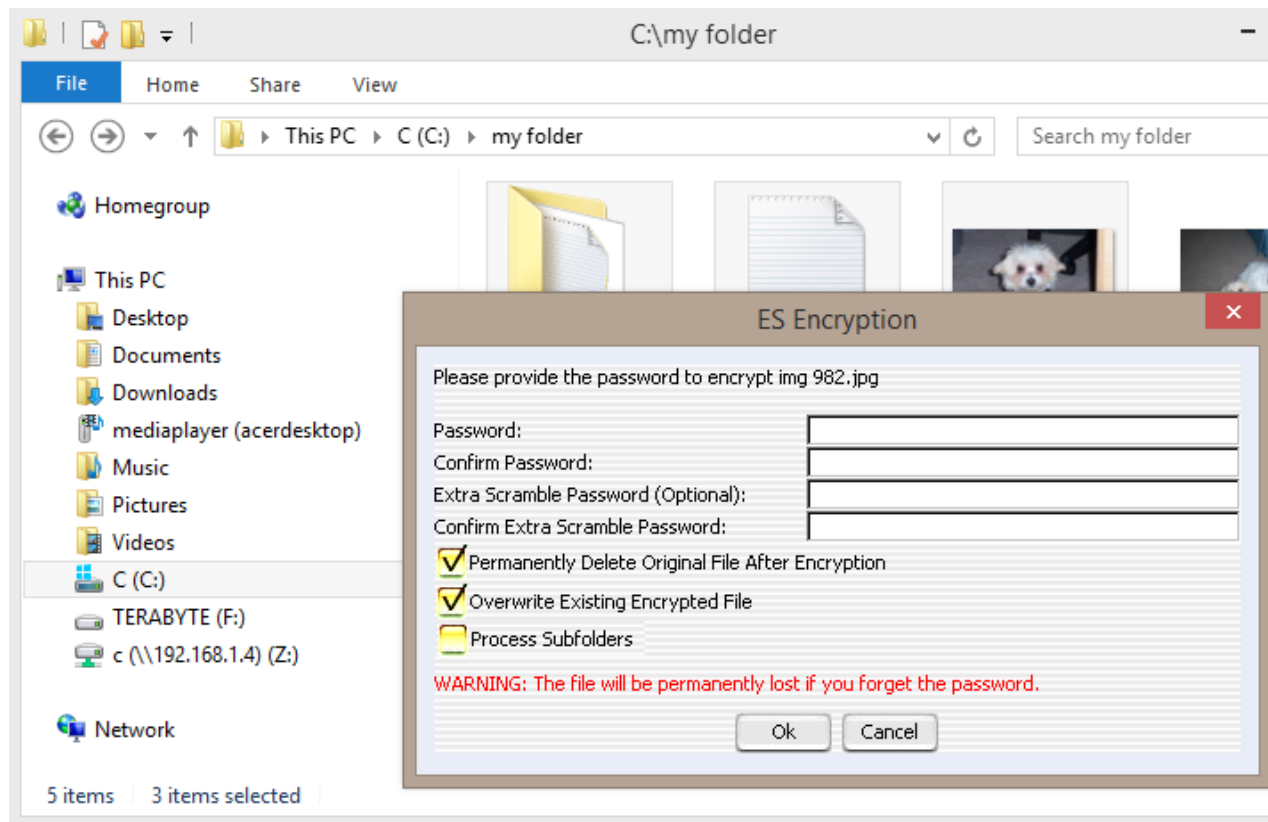 C:\my folder
File Home Share View
This PC C (C:) my folder Search my folder
Homegroup
This PC
Desktop
Documents
Downloads
mediaplayer (acerdesktop)
Music
Pictures
Videos
C (C:)
TERABYTE (F:)
c (\\192.168.1.4) (Z:)
Network
5 items 3 items selected
ES Encryption
Please provide the password to encrypt img 982.jpg
Password:
Confirm Password:
Extra Scramble Password (Optional):
Confirm Extra Scramble Password:
Permanently Delete Original File After Encryption
Overwrite Existing Encrypted File
Process Subfolders
WARNING: The file will be permanently lost if you forget the password.
Ok Cancel